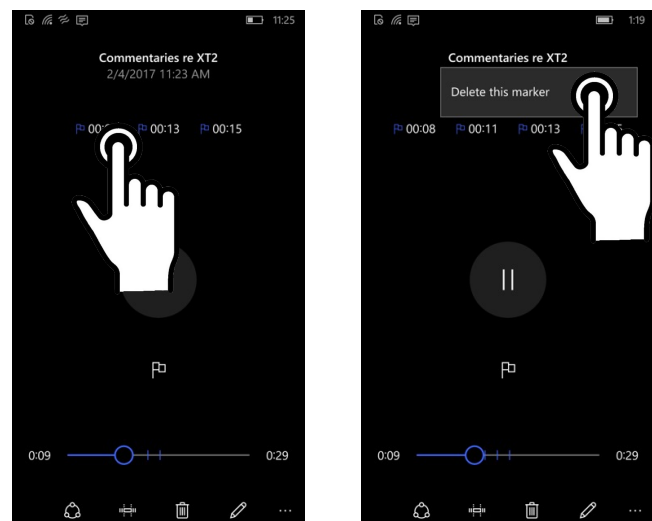 11:25
Commentaries re XT2
2/4/2017 11:23 AM
00:13 00:15
0:09 0:29
1:19
Commentaries re XT2
Delete this marker
00:08 00:11 00:13
0:09 0:29